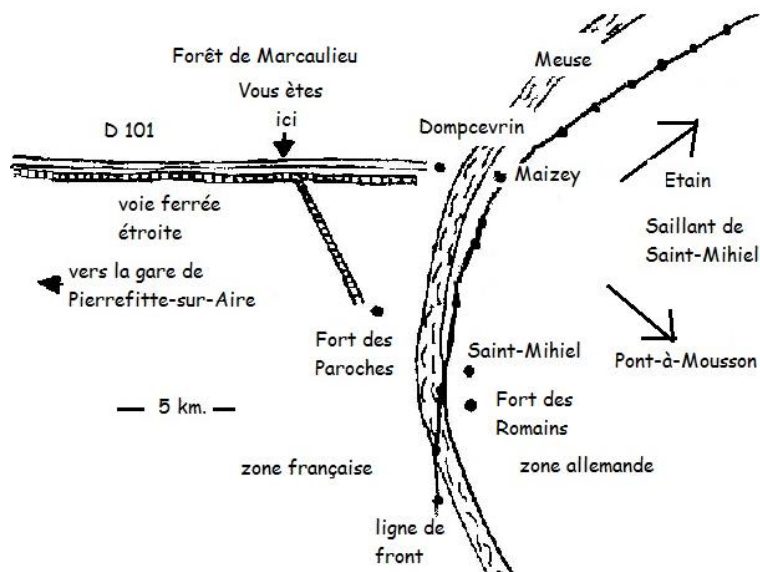 Forêt de Marcaulieu
Vous ètes
ici
D 101
Meuse
Dompcevrin
Maizey
Etain
voie ferrée
étroite
Saillant de
Saint-Mihiel
vers la gare de
Pierrefitte-sur-Aire
Fort des
Paroches
Saint-Mihiel
Pont-à-Mousson
5 km.
Fort des
Romains
zone française
zone allemande
ligne de
front